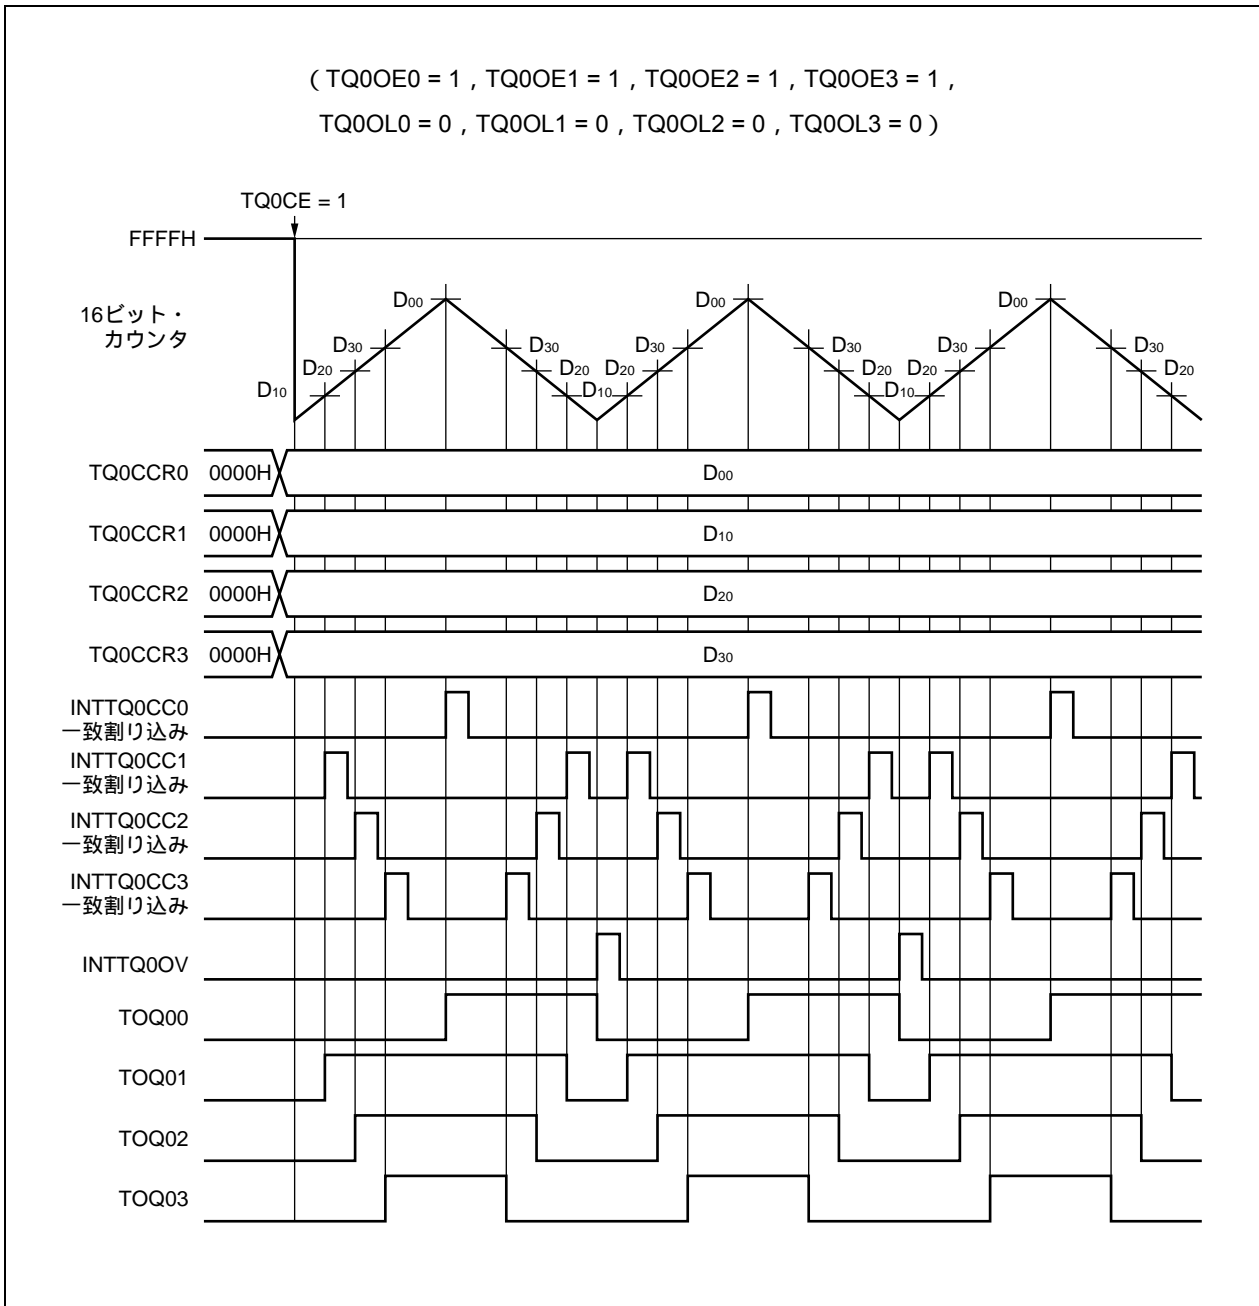 ( TQ0OE0 = 1 , TQ0OE1 = 1 , TQ0OE2 = 1 , TQ0OE3 = 1 ,
TQ0OL0 = 0 , TQ0OL1 = 0 , TQ0OL2 = 0 , TQ0OL3 = 0 )
TQ0CE = 1
FFFFH
16ビット・
カウンタ
D00 D00 D00
D30 D30 D30 D30 D30 D30
D20 D20 D20 D20 D20 D20
D10 D10 D10
TQ0CCR0 0000H D00
TQ0CCR1 0000H D10
TQ0CCR2 0000H D20
TQ0CCR3 0000H D30
INTTQ0CC0
一致割り込み
INTTQ0CC1
一致割り込み
INTTQ0CC2
一致割り込み
INTTQ0CC3
一致割り込み
INTTQ0OV
TOQ00
TOQ01
TOQ02
TOQ03